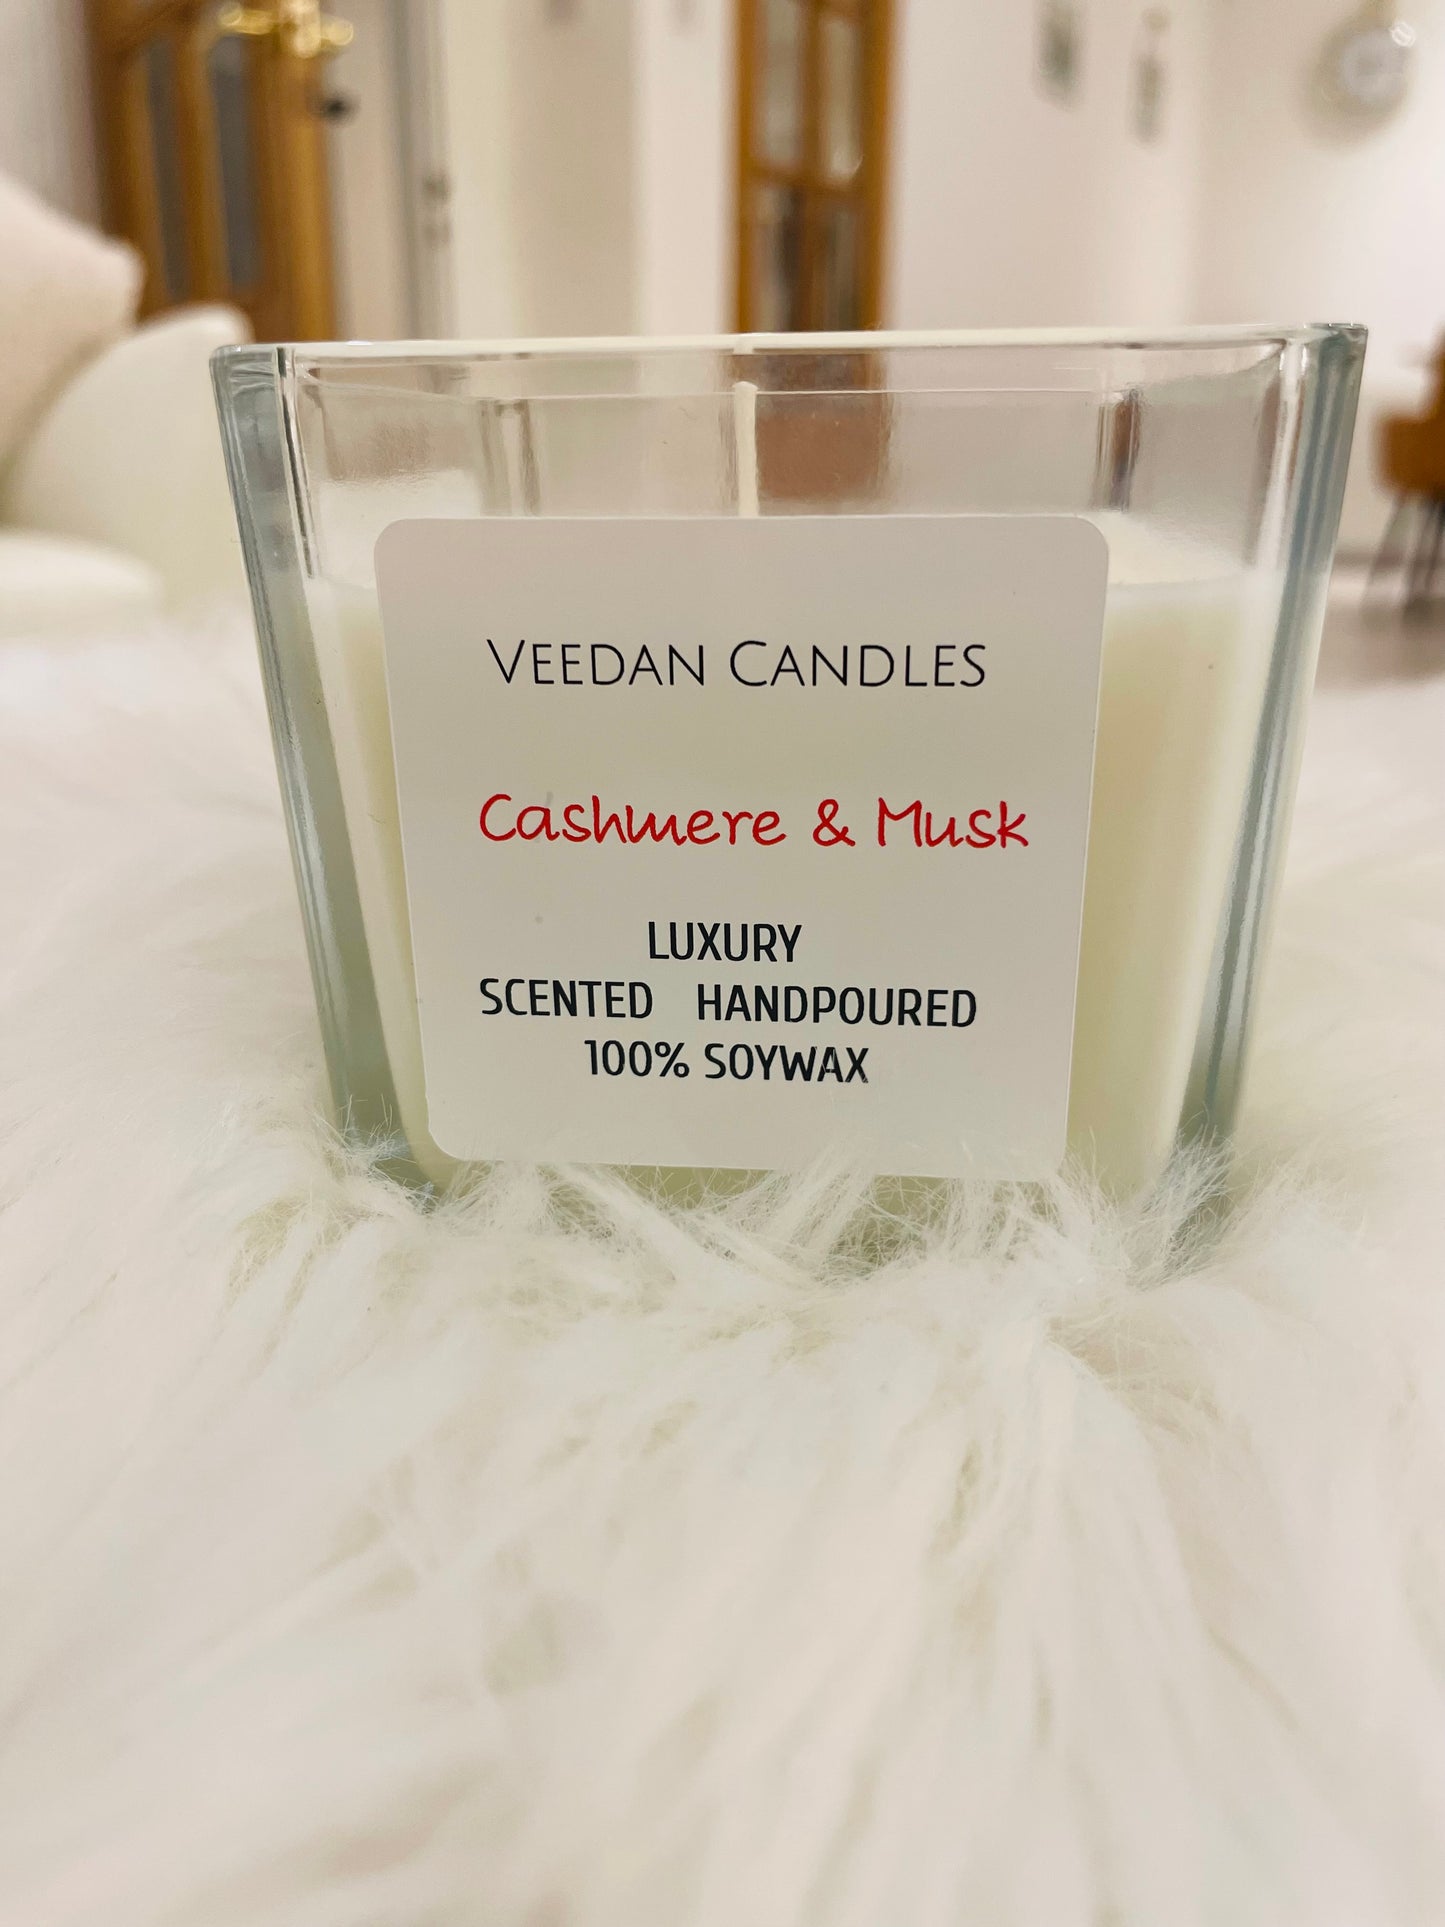 VEEDAN CANDLES
Cashmere & Musk
LUXURY
SCENTED HANDPOURED
100% SOYWAX